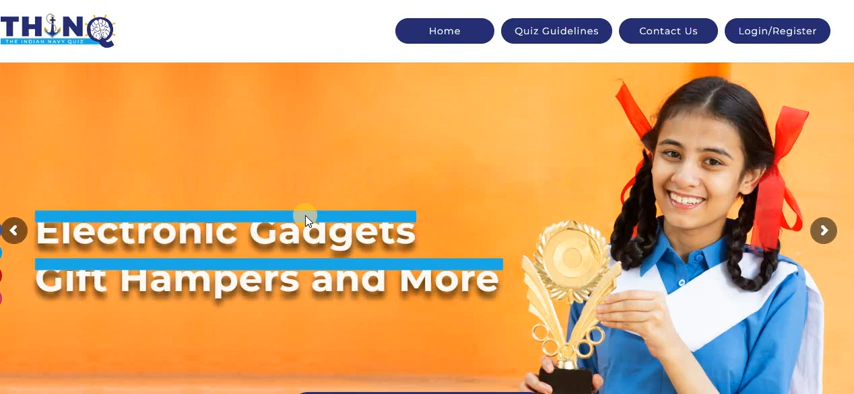 THINQ
THE INDIAN NAVY QUIZ
Home
Quiz Guidelines
Contact Us
Login/Register
Electronic Gadgets
Gift Hampers and More